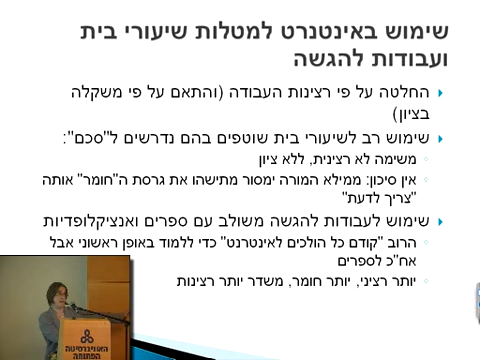 שימוש באינטנרט למטלות שיעורי בית
ועבודות להגשה
החלטה על פי רצינות העבודה (והתאם על פי משקלה
בציון)
שימוש רב לשיעורי בית שוטפים בהם נדרשים ל"סכם":
משימה לא רצינית, ללא ציון
אין סיכון: ממילא המורה ימסור מתישהו את גרסת ה"חומר" אותה
"צריך לדעת"
שימוש לעבודות להגשה משולב עם ספרים ואנציקלופדיות
הרוב "קודם כל הולכים לאינטרנט" כדי ללמוד באופן ראשוני אבל
אח"כ לספרים
יותר רציני, יותר חומר, משדר יותר רצינות
האוניברסיטה
הפתוחה